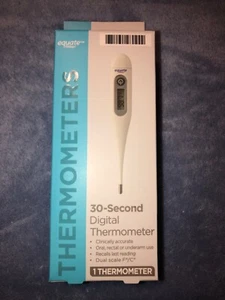 equate
THERMOMETERS
30-Second
Digital
Thermometer
• Clinically accurate
• Oral, rectal or underarm use
• Recalls last reading
• Dual scale F°/C°
1 THERMOMETER